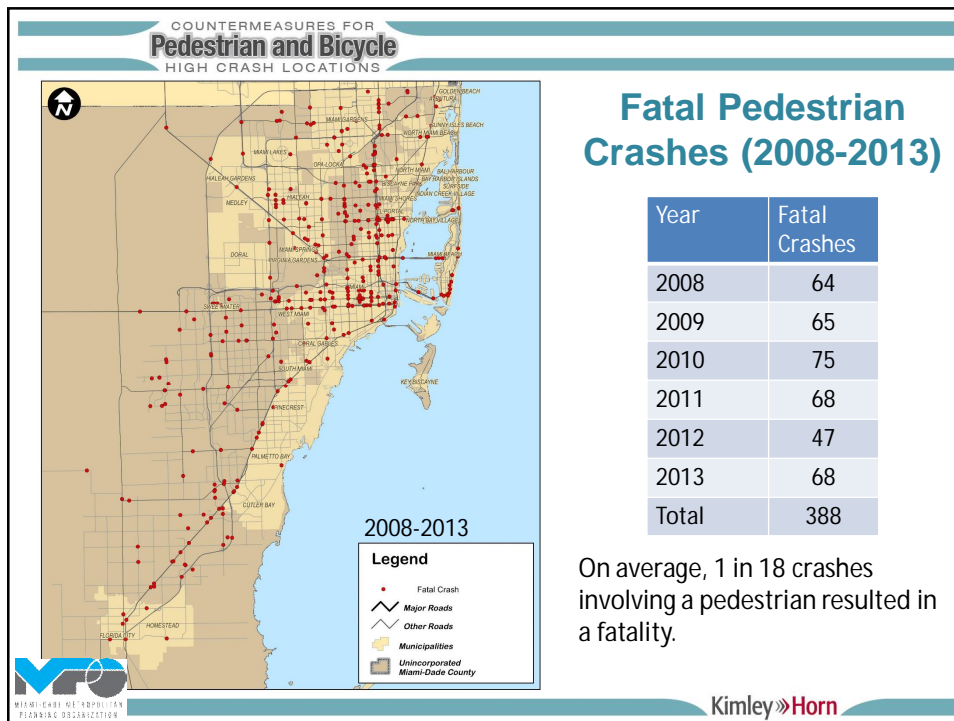 COUNTERMEASURES FOR
Pedestrian and Bicycle
HIGH CRASH LOCATIONS
Fatal Pedestrian
Crashes (2008-2013)
N
GOLDEN BEACH
AVENTURA
MIAMI GARDENS
SUNNY ISLES BEACH
NORTH MIAMI BEACH
MIAMI LAKES
OPA-LOCKA
NORTH MIAMI
BAL HARBOUR
BAY HARBOR ISLANDS
HIALEAH GARDENS
BISCAYNE PARK
SURFSIDE
INDIAN CREEK VILLAGE
HIALEAH
MIAMI SHORES
MEDLEY
EL PORTAL
NORTH BAY VILLAGE
MIAMI SPRINGS
DORAL
VIRGINIA GARDENS
MIAMI BEACH
MIAMI
SWEETWATER
WEST MIAMI
CORAL GABLES
SOUTH MIAMI
KEY BISCAYNE
PINECREST
PALMETTO BAY
CUTLER BAY
HOMESTEAD
FLORIDA CITY
2008-2013
Legend
Fatal Crash
Major Roads
Other Roads
Municipalities
Unincorporated
Miami-Dade County
Year Fatal Crashes
2008 64
2009 65
2010 75
2011 68
2012 47
2013 68
Total 388
On average, 1 in 18 crashes
involving a pedestrian resulted in
a fatality.
MPO
MIAMI-DADE METROPOLITAN
PLANNING ORGANIZATION
Kimley»Horn